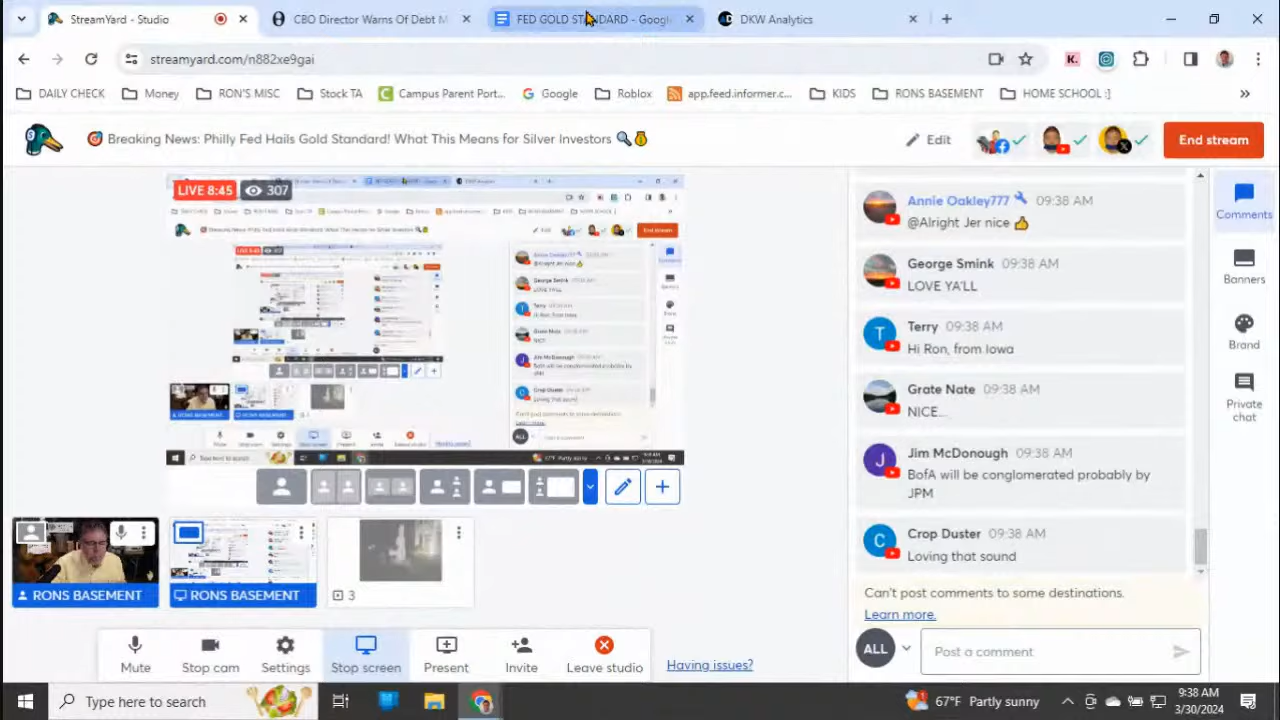 StreamYard - Studio
CBO Director Warns Of Debt M
FED GOLD STANDARD - Google
DKW Analytics
streamyard.com/n882xe9gai
DAILY CHECK
Money
RON'S MISC
Stock TA
Campus Parent Port...
Google
Roblox
app.feed.informer.c...
KIDS
RONS BASEMENT
HOME SCHOOL :]
Breaking News: Philly Fed Hails Gold Standard! What This Means for Silver Investors
Edit
End stream
LIVE 8:45
307
Annie Oakley777 09:38 AM
@Alright Jer nice
George Smink 09:38 AM
LOVE YA'LL
Terry 09:38 AM
Hi Ron, from Iowa
Grate Nate 09:38 AM
NICE..
Jim McDonough 09:38 AM
BofA will be conglomerated probably by
JPM
Crop Duster 09:38 AM
Loving that sound
Can't post comments to some destinations.
Learn more.
ALL
Post a comment
Comments
Banners
Brand
Private
chat
RONS BASEMENT
RONS BASEMENT
3
Mute
Stop cam
Settings
Stop screen
Present
Invite
Leave studio
Having issues?
Type here to search
67°F Partly sunny
9:38 AM
3/30/2024